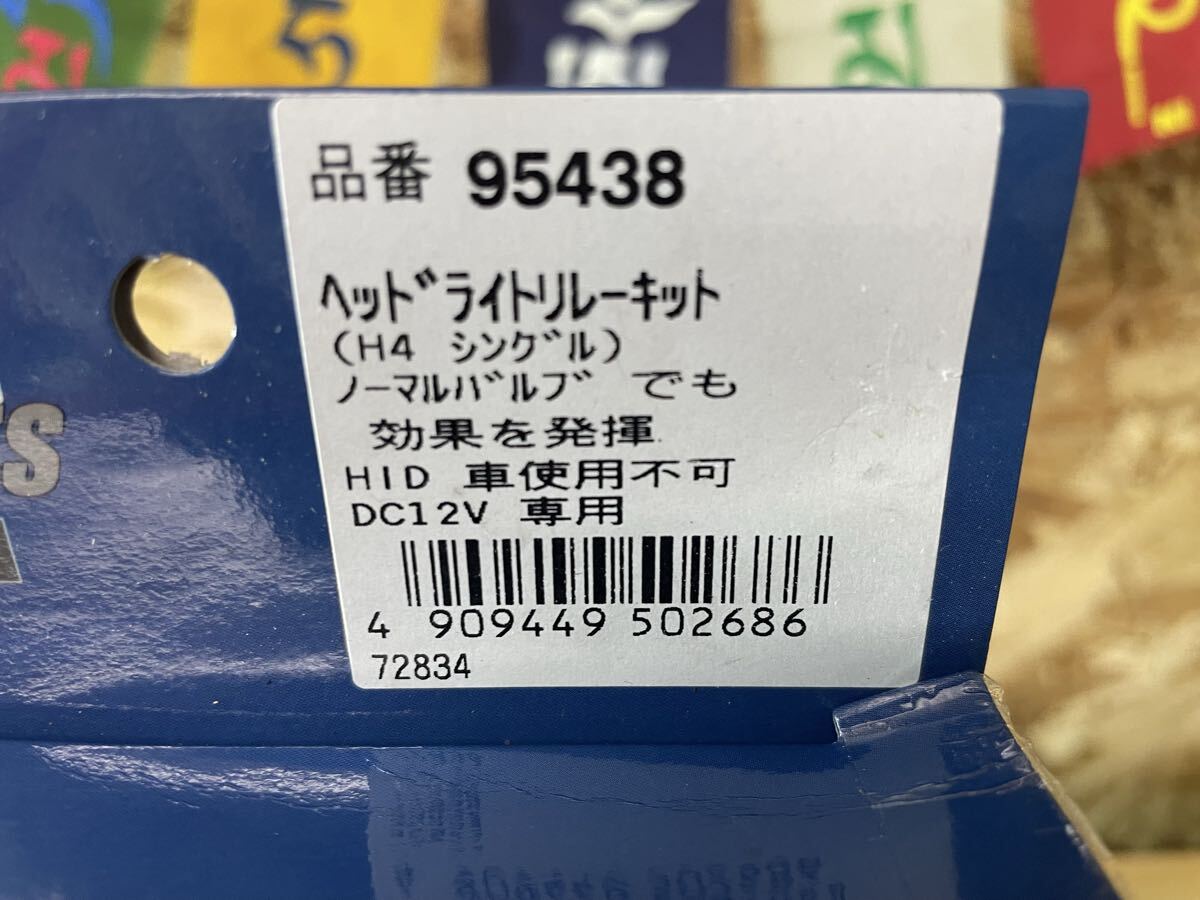 品番 95438
ヘッドライトリレーキット
(H4 シングル)
ノーマルバルブ でも
効果を発揮
HID 車使用不可
DC12V 専用
4 909449 502686
72834